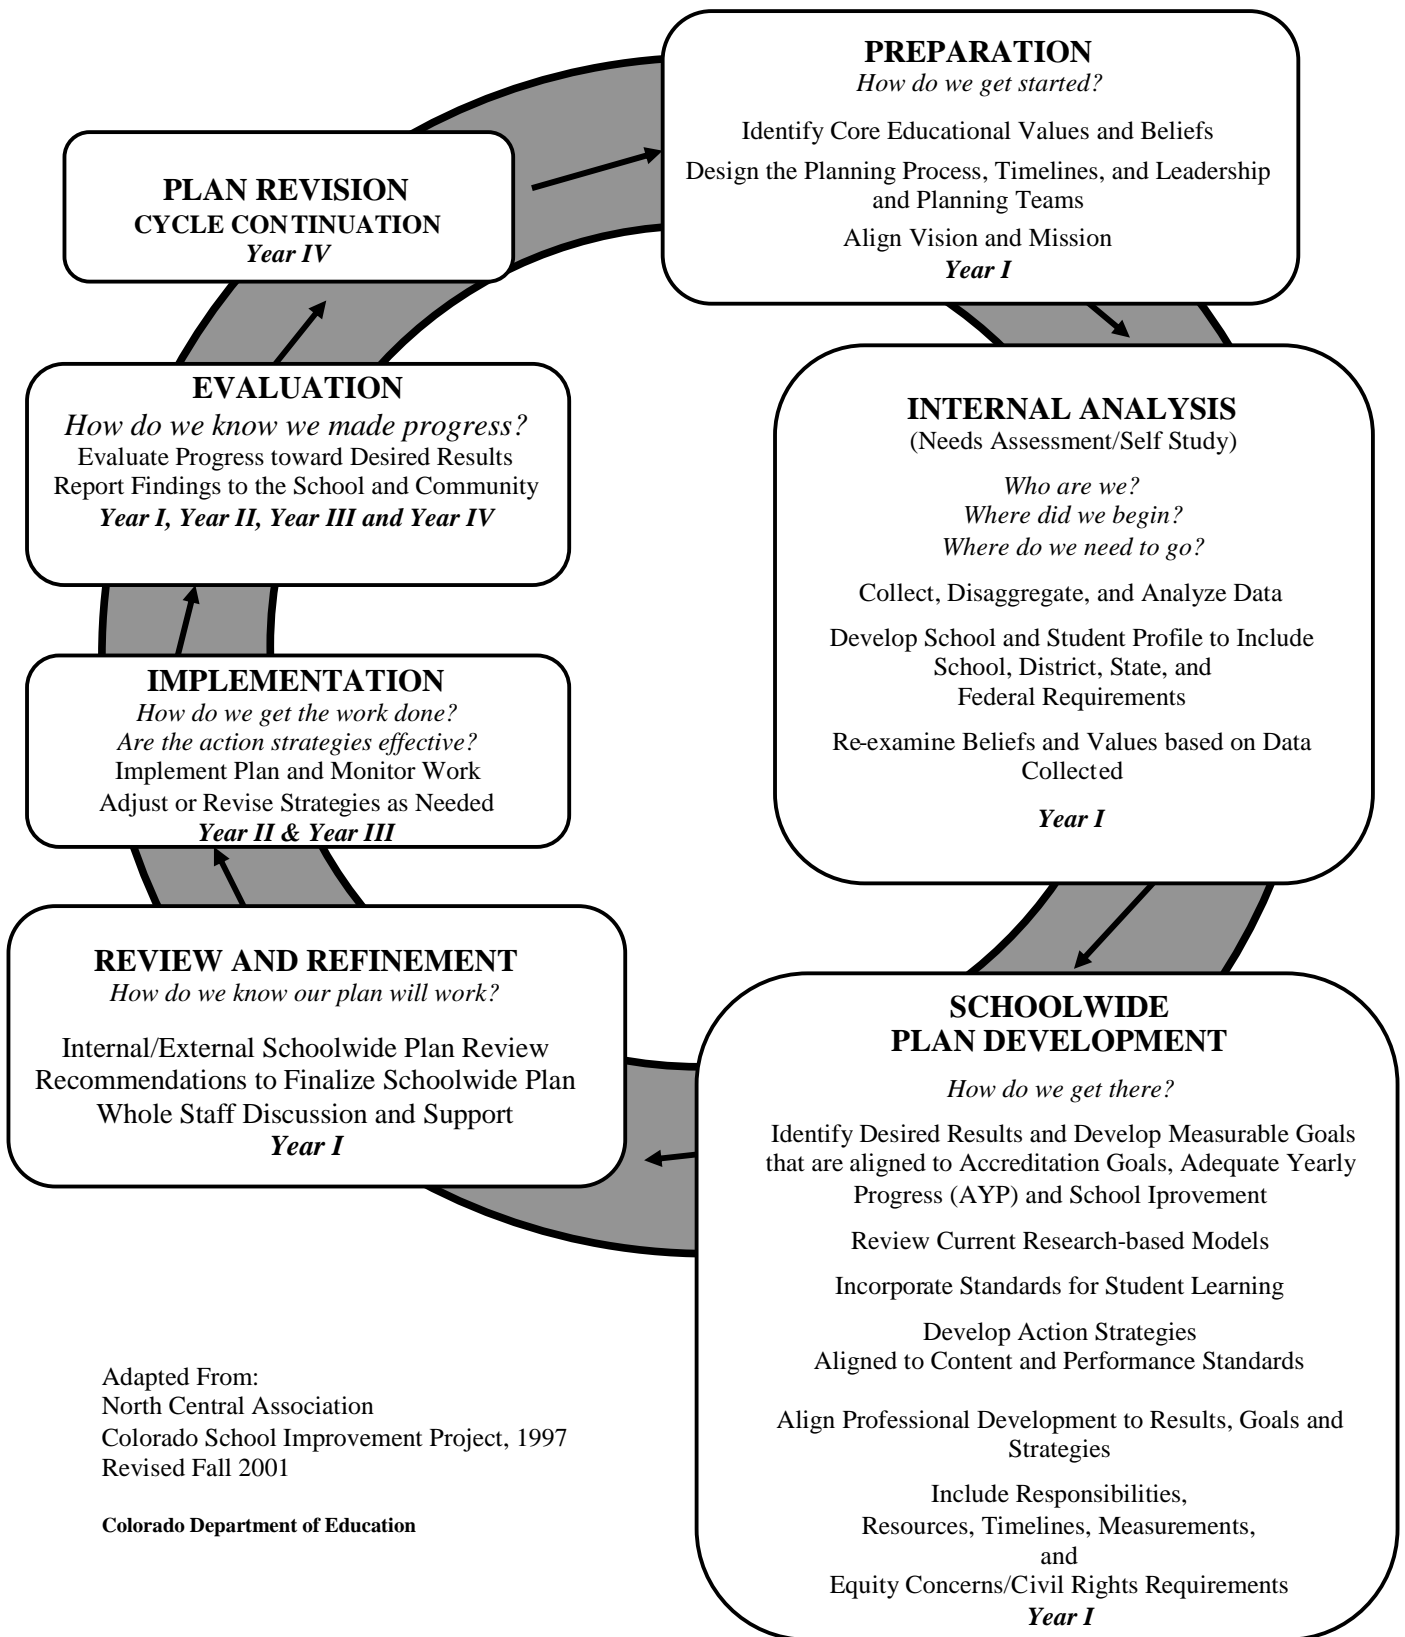 PREPARATION
How do we get started?
Identify Core Educational Values and Beliefs
Design the Planning Process, Timelines, and Leadership
and Planning Teams
Align Vision and Mission
Year I
INTERNAL ANALYSIS
(Needs Assessment/Self Study)
Who are we?
Where did we begin?
Where do we need to go?
Collect, Disaggregate, and Analyze Data
Develop School and Student Profile to Include
School, District, State, and
Federal Requirements
Re-examine Beliefs and Values based on Data
Collected
Year I
SCHOOLWIDE
PLAN DEVELOPMENT
How do we get there?
Identify Desired Results and Develop Measurable Goals
that are aligned to Accreditation Goals, Adequate Yearly
Progress (AYP) and School Iprovement
Review Current Research-based Models
Incorporate Standards for Student Learning
Develop Action Strategies
Aligned to Content and Performance Standards
Align Professional Development to Results, Goals and
Strategies
Include Responsibilities,
Resources, Timelines, Measurements,
and
Equity Concerns/Civil Rights Requirements
Year I
REVIEW AND REFINEMENT
How do we know our plan will work?
Internal/External Schoolwide Plan Review
Recommendations to Finalize Schoolwide Plan
Whole Staff Discussion and Support
Year I
IMPLEMENTATION
How do we get the work done?
Are the action strategies effective?
Implement Plan and Monitor Work
Adjust or Revise Strategies as Needed
Year II & Year III
EVALUATION
How do we know we made progress?
Evaluate Progress toward Desired Results
Report Findings to the School and Community
Year I, Year II, Year III and Year IV
PLAN REVISION
CYCLE CONTINUATION
Year IV
Adapted From:
North Central Association
Colorado School Improvement Project, 1997
Revised Fall 2001
Colorado Department of Education